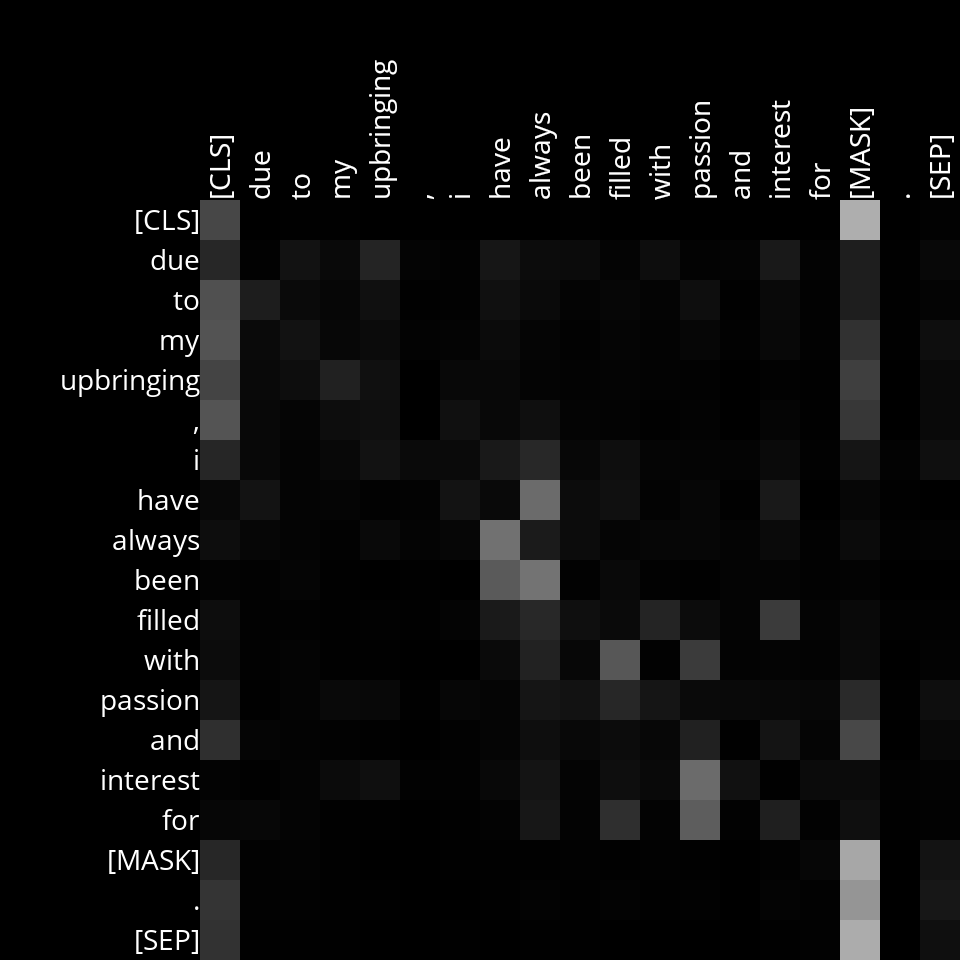 [CLS] due to my upbringing , i have always been filled with passion and interest for [MASK] . [SEP]
[CLS]
due
to
my
upbringing
,
i
have
always
been
filled
with
passion
and
interest
for
[MASK]
.
[SEP]